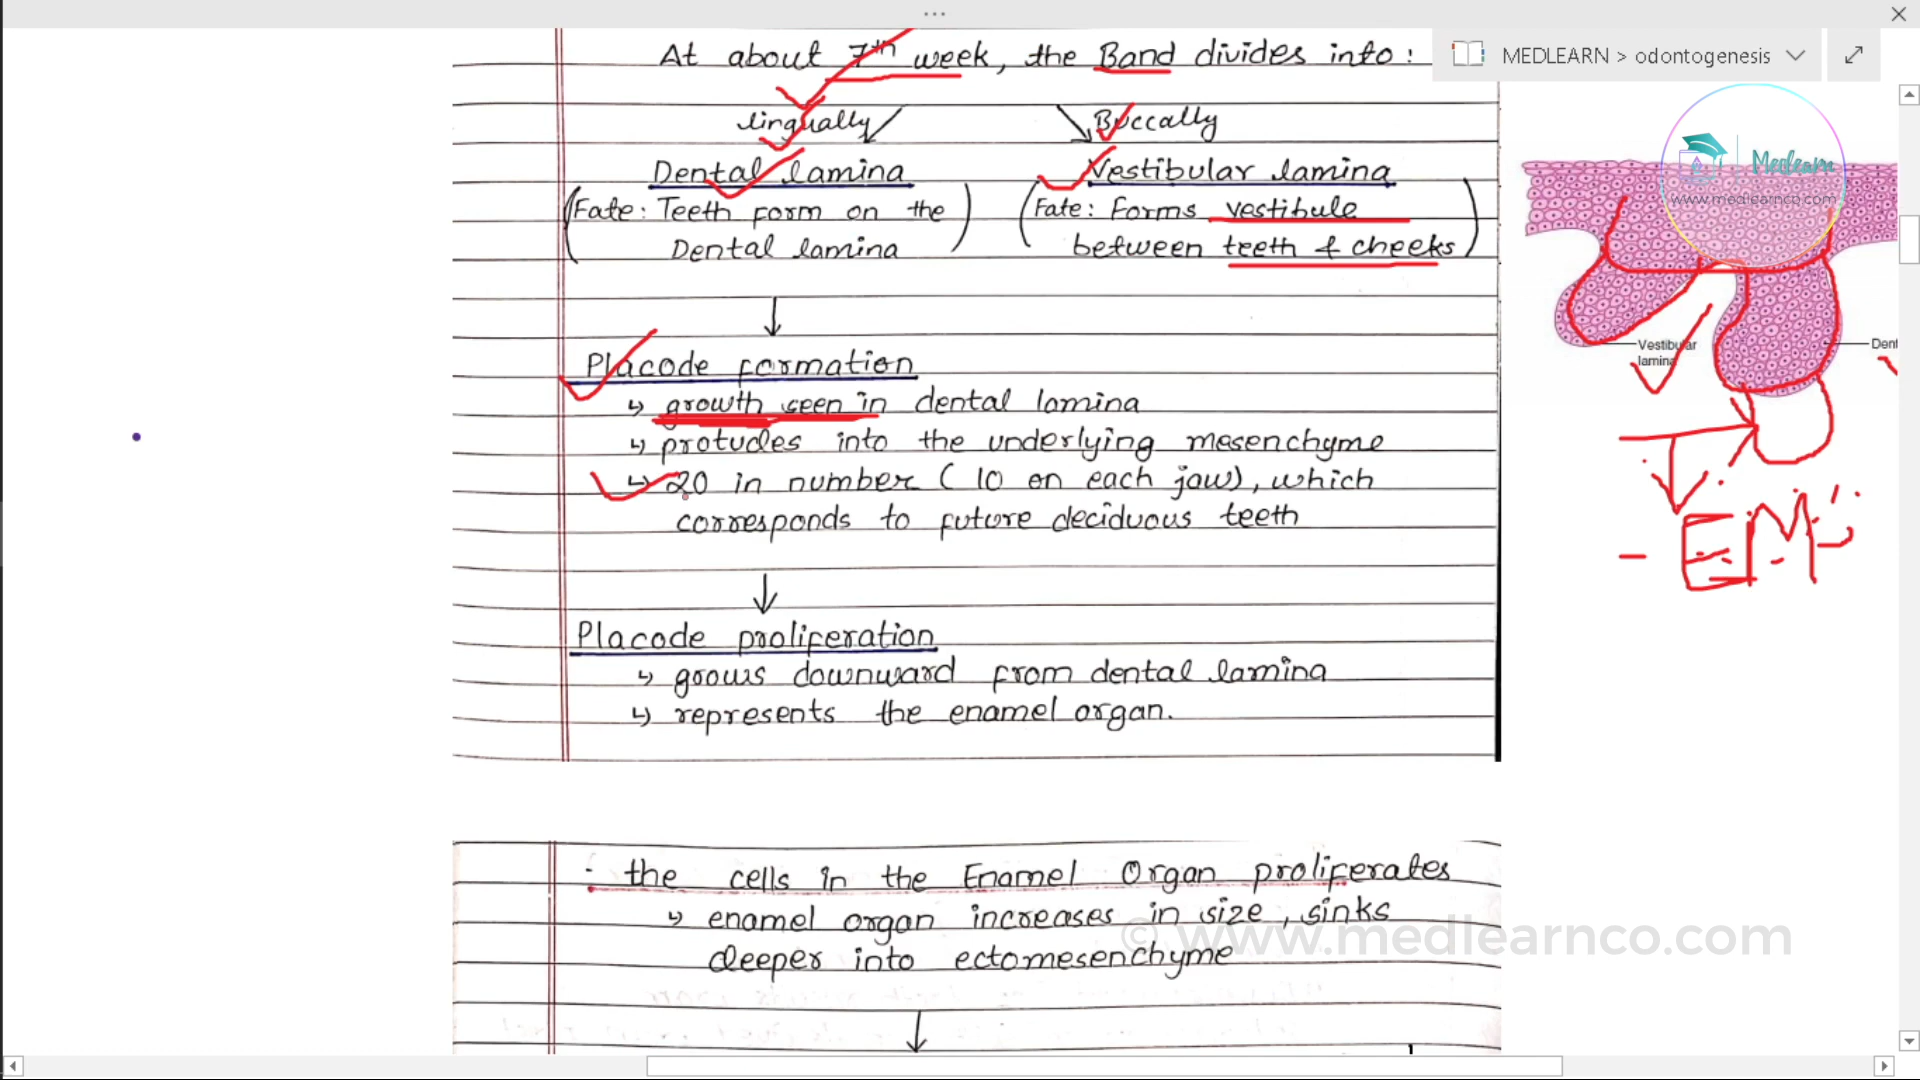 At about 7th week, the Band divides into:
MEDLEARN > odontogenesis
lingually Buccally
Dental lamina Vestibular lamina
(Fate: Teeth form on the Dental lamina)
(Fate: Forms vestibule between teeth & cheeks)
Medlearn
www.medlearnco.com
Vestibular
lamina
Dent
Placode formation
↳ growth seen in dental lamina
↳ protudes into the underlying mesenchyme
↳ 20 in number (10 on each jaw), which
corresponds to future deciduous teeth
- EMS
Placode proliferation
↳ grows downward from dental lamina
↳ represents the enamel organ.
· the cells in the Enamel Organ proliferates
↳ enamel organ increases in size, sinks
deeper into ectomesenchyme
© www.medlearnco.com